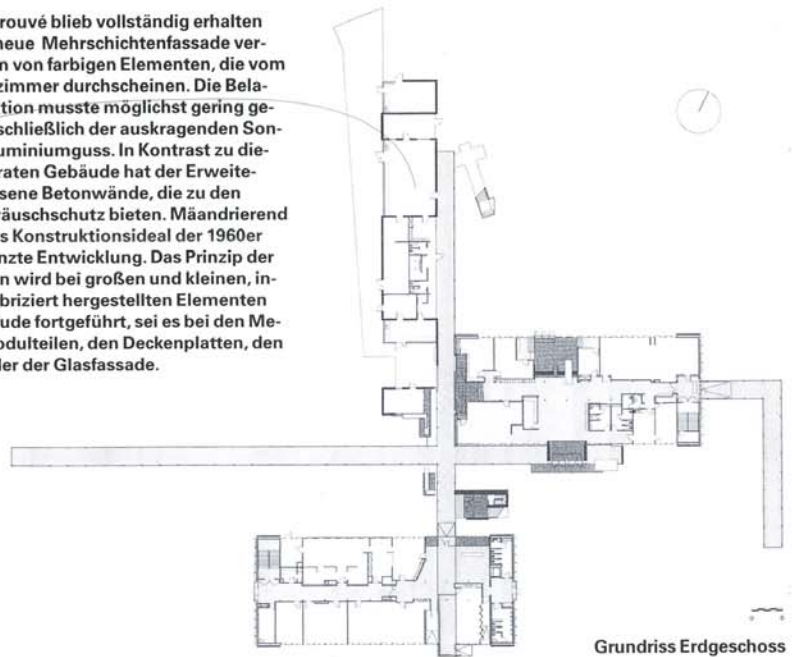 rouvé blieb vollständig erhalten
neue Mehrschichtenfassade ver-
n von farbigen Elementen, die vom
zimmer durchscheinen. Die Bela-
tion musste möglichst gering ge-
schließlich der auskragenden Son-
uminiumguss. In Kontrast zu die-
raten Gebäude hat der Erweite-
sene Betonwände, die zu den
räuschschutz bieten. Mäandrierend
s Konstruktionsideal der 1960er
nzte Entwicklung. Das Prinzip der
n wird bei großen und kleinen, in-
briziert hergestellten Elementen
ude fortgeführt, sei es bei den Me-
odulteilen, den Deckenplatten, den
ler der Glasfassade.
Grundriss Erdgeschoss